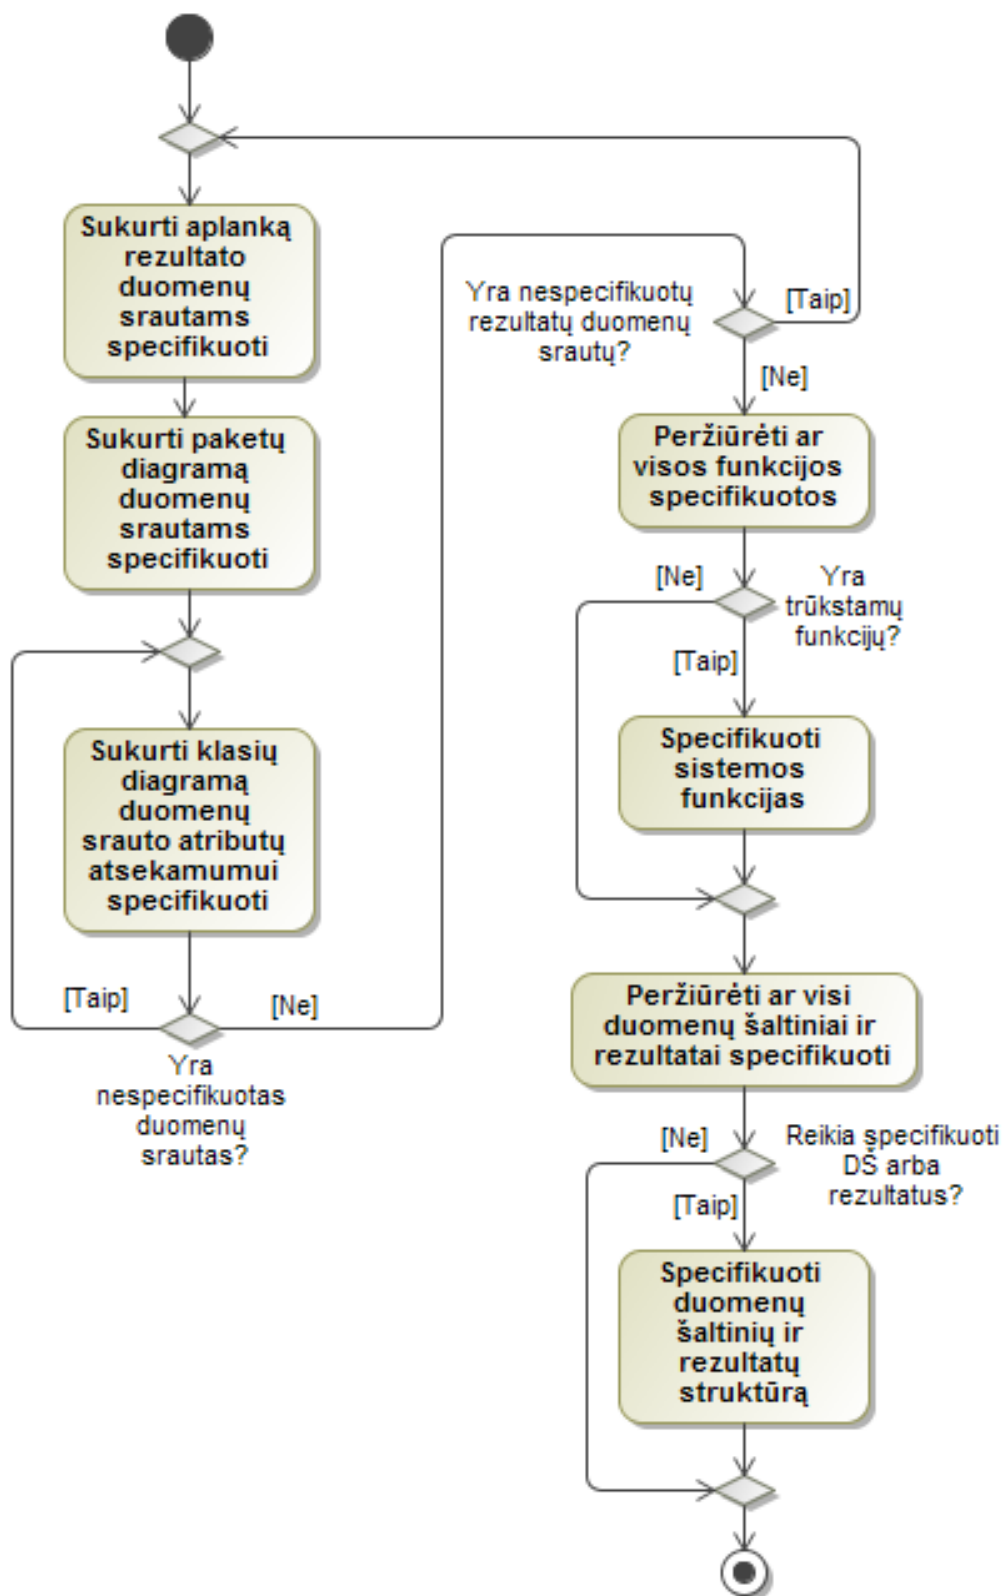 Sukurti aplanką
rezultato
duomenų
srautams
specifikuoti
Sukurti paketų
diagramą
duomenų
srautams
specifikuoti
Sukurti klasių
diagramą
duomenų
srauto atributų
atsekamumui
specifikuoti
[Taip]
[Ne]
Yra
nespecifikuotas
duomenų
srautas?
Yra nespecifikuotų
rezultatų duomenų
srautų?
[Taip]
[Ne]
Peržiūrėti ar
visos funkcijos
specifikuotos
[Ne]
Yra
trūkstamų
funkcijų?
[Taip]
Specifikuoti
sistemos
funkcijas
Peržiūrėti ar visi
duomenų šaltiniai ir
rezultatai specifikuoti
[Ne]
Reikia specifikuoti
DŠ arba
rezultatus?
[Taip]
Specifikuoti
duomenų
šaltinių ir
rezultatų
struktūrą